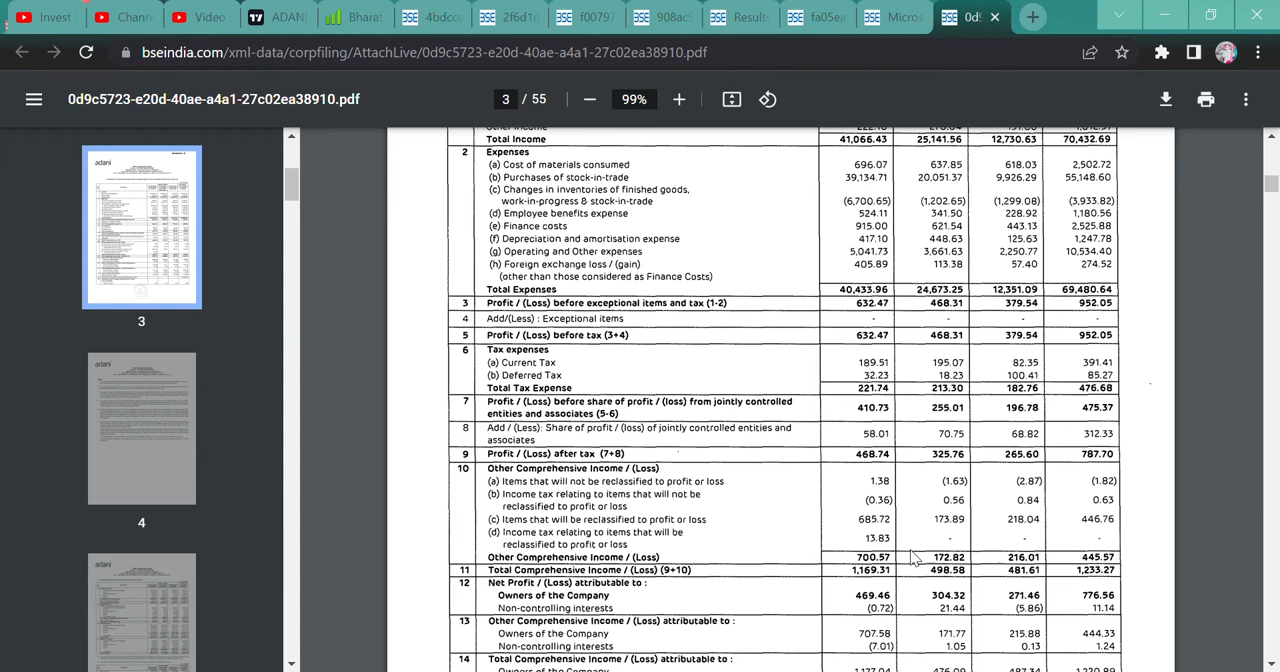 Invest
Chann
Video
ADANI
Bharat
4bdcc
2f6d1
f00797
908ac
Results
fa05ea
Micros
0d9
bseindia.com/xml-data/corpfiling/AttachLive/0d9c5723-e20d-40ae-a4a1-27c02ea38910.pdf
0d9c5723-e20d-40ae-a4a1-27c02ea38910.pdf 3 / 55 99%
adani
3
adani
4
adani
Other Income
Total Income 41,066.43 25,141.56 12,730.63 70,432.69
2 Expenses
(a) Cost of materials consumed 696.07 637.85 618.03 2,502.72
(b) Purchases of stock-in-trade 39,134.71 20,051.37 9,926.29 55,148.60
(c) Changes in inventories of finished goods,
work-in-progress & stock-in-trade (6,700.65) (1,202.65) (1,299.08) (3,933.82)
(d) Employee benefits expense 524.11 341.50 228.92 1,180.56
(e) Finance costs 915.00 621.54 443.13 2,525.88
(f) Depreciation and amortisation expense 417.10 448.63 125.63 1,247.78
(g) Operating and Other expenses 5,041.73 3,661.63 2,250.77 10,534.40
(h) Foreign exchange loss / (gain) 405.89 113.38 57.40 274.52
(other than those considered as Finance Costs)
Total Expenses 40,433.96 24,673.25 12,351.09 69,480.64
3 Profit / (Loss) before exceptional items and tax (1-2) 632.47 468.31 379.54 952.05
4 Add/(Less) : Exceptional items - - - -
5 Profit / (Loss) before tax (3+4) 632.47 468.31 379.54 952.05
6 Tax expenses
(a) Current Tax 189.51 195.07 82.35 391.41
(b) Deferred Tax 32.23 18.23 100.41 85.27
Total Tax Expense 221.74 213.30 182.76 476.68
7 Profit / (Loss) before share of profit / (loss) from jointly controlled
entities and associates (5-6) 410.73 255.01 196.78 475.37
8 Add / (Less): Share of profit / (loss) of jointly controlled entities and
associates 58.01 70.75 68.82 312.33
9 Profit / (Loss) after tax (7+8) 468.74 325.76 265.60 787.70
10 Other Comprehensive Income / (Loss)
(a) Items that will not be reclassified to profit or loss 1.38 (1.63) (2.87) (1.82)
(b) Income tax relating to items that will not be
reclassified to profit or loss (0.36) 0.56 0.84 0.63
(c) Items that will be reclassified to profit or loss 685.72 173.89 218.04 446.76
(d) Income tax relating to items that will be
reclassified to profit or loss 13.83 - - -
Other Comprehensive Income / (Loss) 700.57 172.82 216.01 445.57
11 Total Comprehensive Income / (Loss) (9+10) 1,169.31 498.58 481.61 1,233.27
12 Net Profit / (Loss) attributable to :
Owners of the Company 469.46 304.32 271.46 776.56
Non-controlling interests (0.72) 21.44 (5.86) 11.14
13 Other Comprehensive Income / (Loss) attributable to :
Owners of the Company 707.58 171.77 215.88 444.33
Non-controlling interests (7.01) 1.05 0.13 1.24
14 Total Comprehensive Income / (Loss) attributable to :
Owners of the Company 1,177.04 476.09 487.34 1,220.89